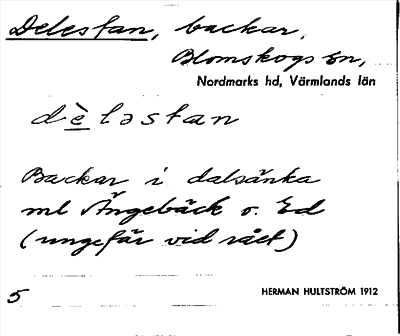 Delestan, backar,
Blomskogs sn,
Nordmarks hd, Värmlands län
dèləstan
Backar i dalsänka
ml Ängebäck o. Ed
(ungefär vid rået)
5
HERMAN HULTSTRÖM 1912